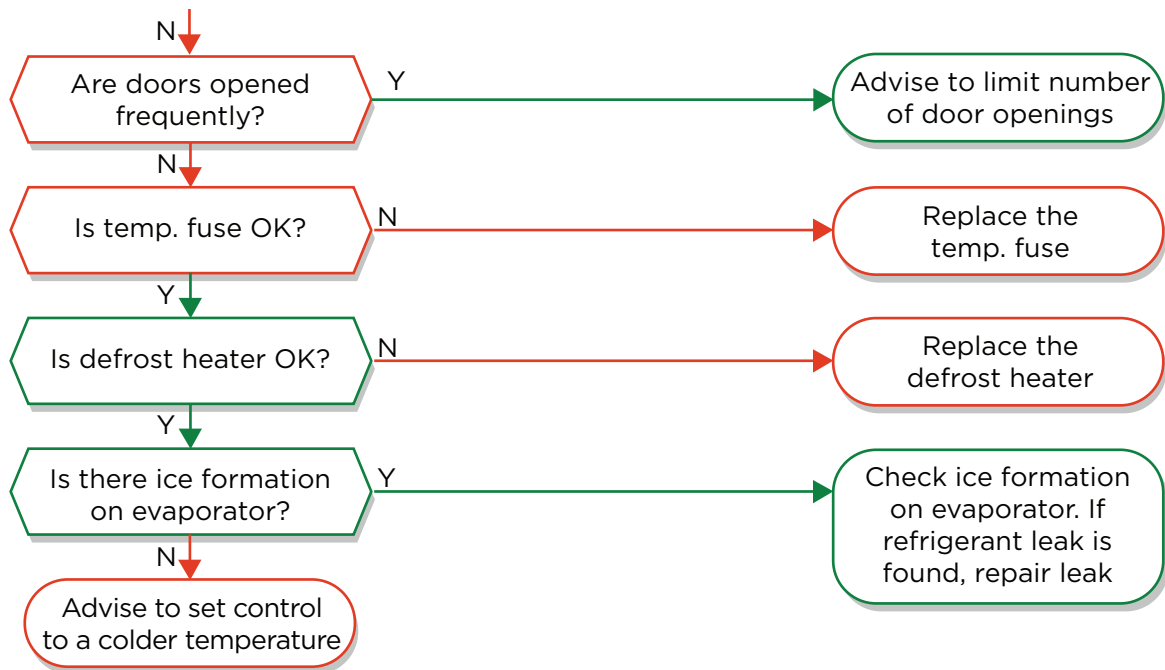 N
Are doors opened
frequently?
Y
Advise to limit number
of door openings
N
Is temp. fuse OK?
N
Replace the
temp. fuse
Y
Is defrost heater OK?
N
Replace the
defrost heater
Y
Is there ice formation
on evaporator?
Y
Check ice formation
on evaporator. If
refrigerant leak is
found, repair leak
N
Advise to set control
to a colder temperature